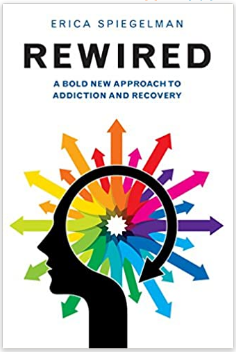 ERICA SPIEGELMAN
REWIRED
A BOLD NEW APPROACH TO
ADDICTION AND RECOVERY